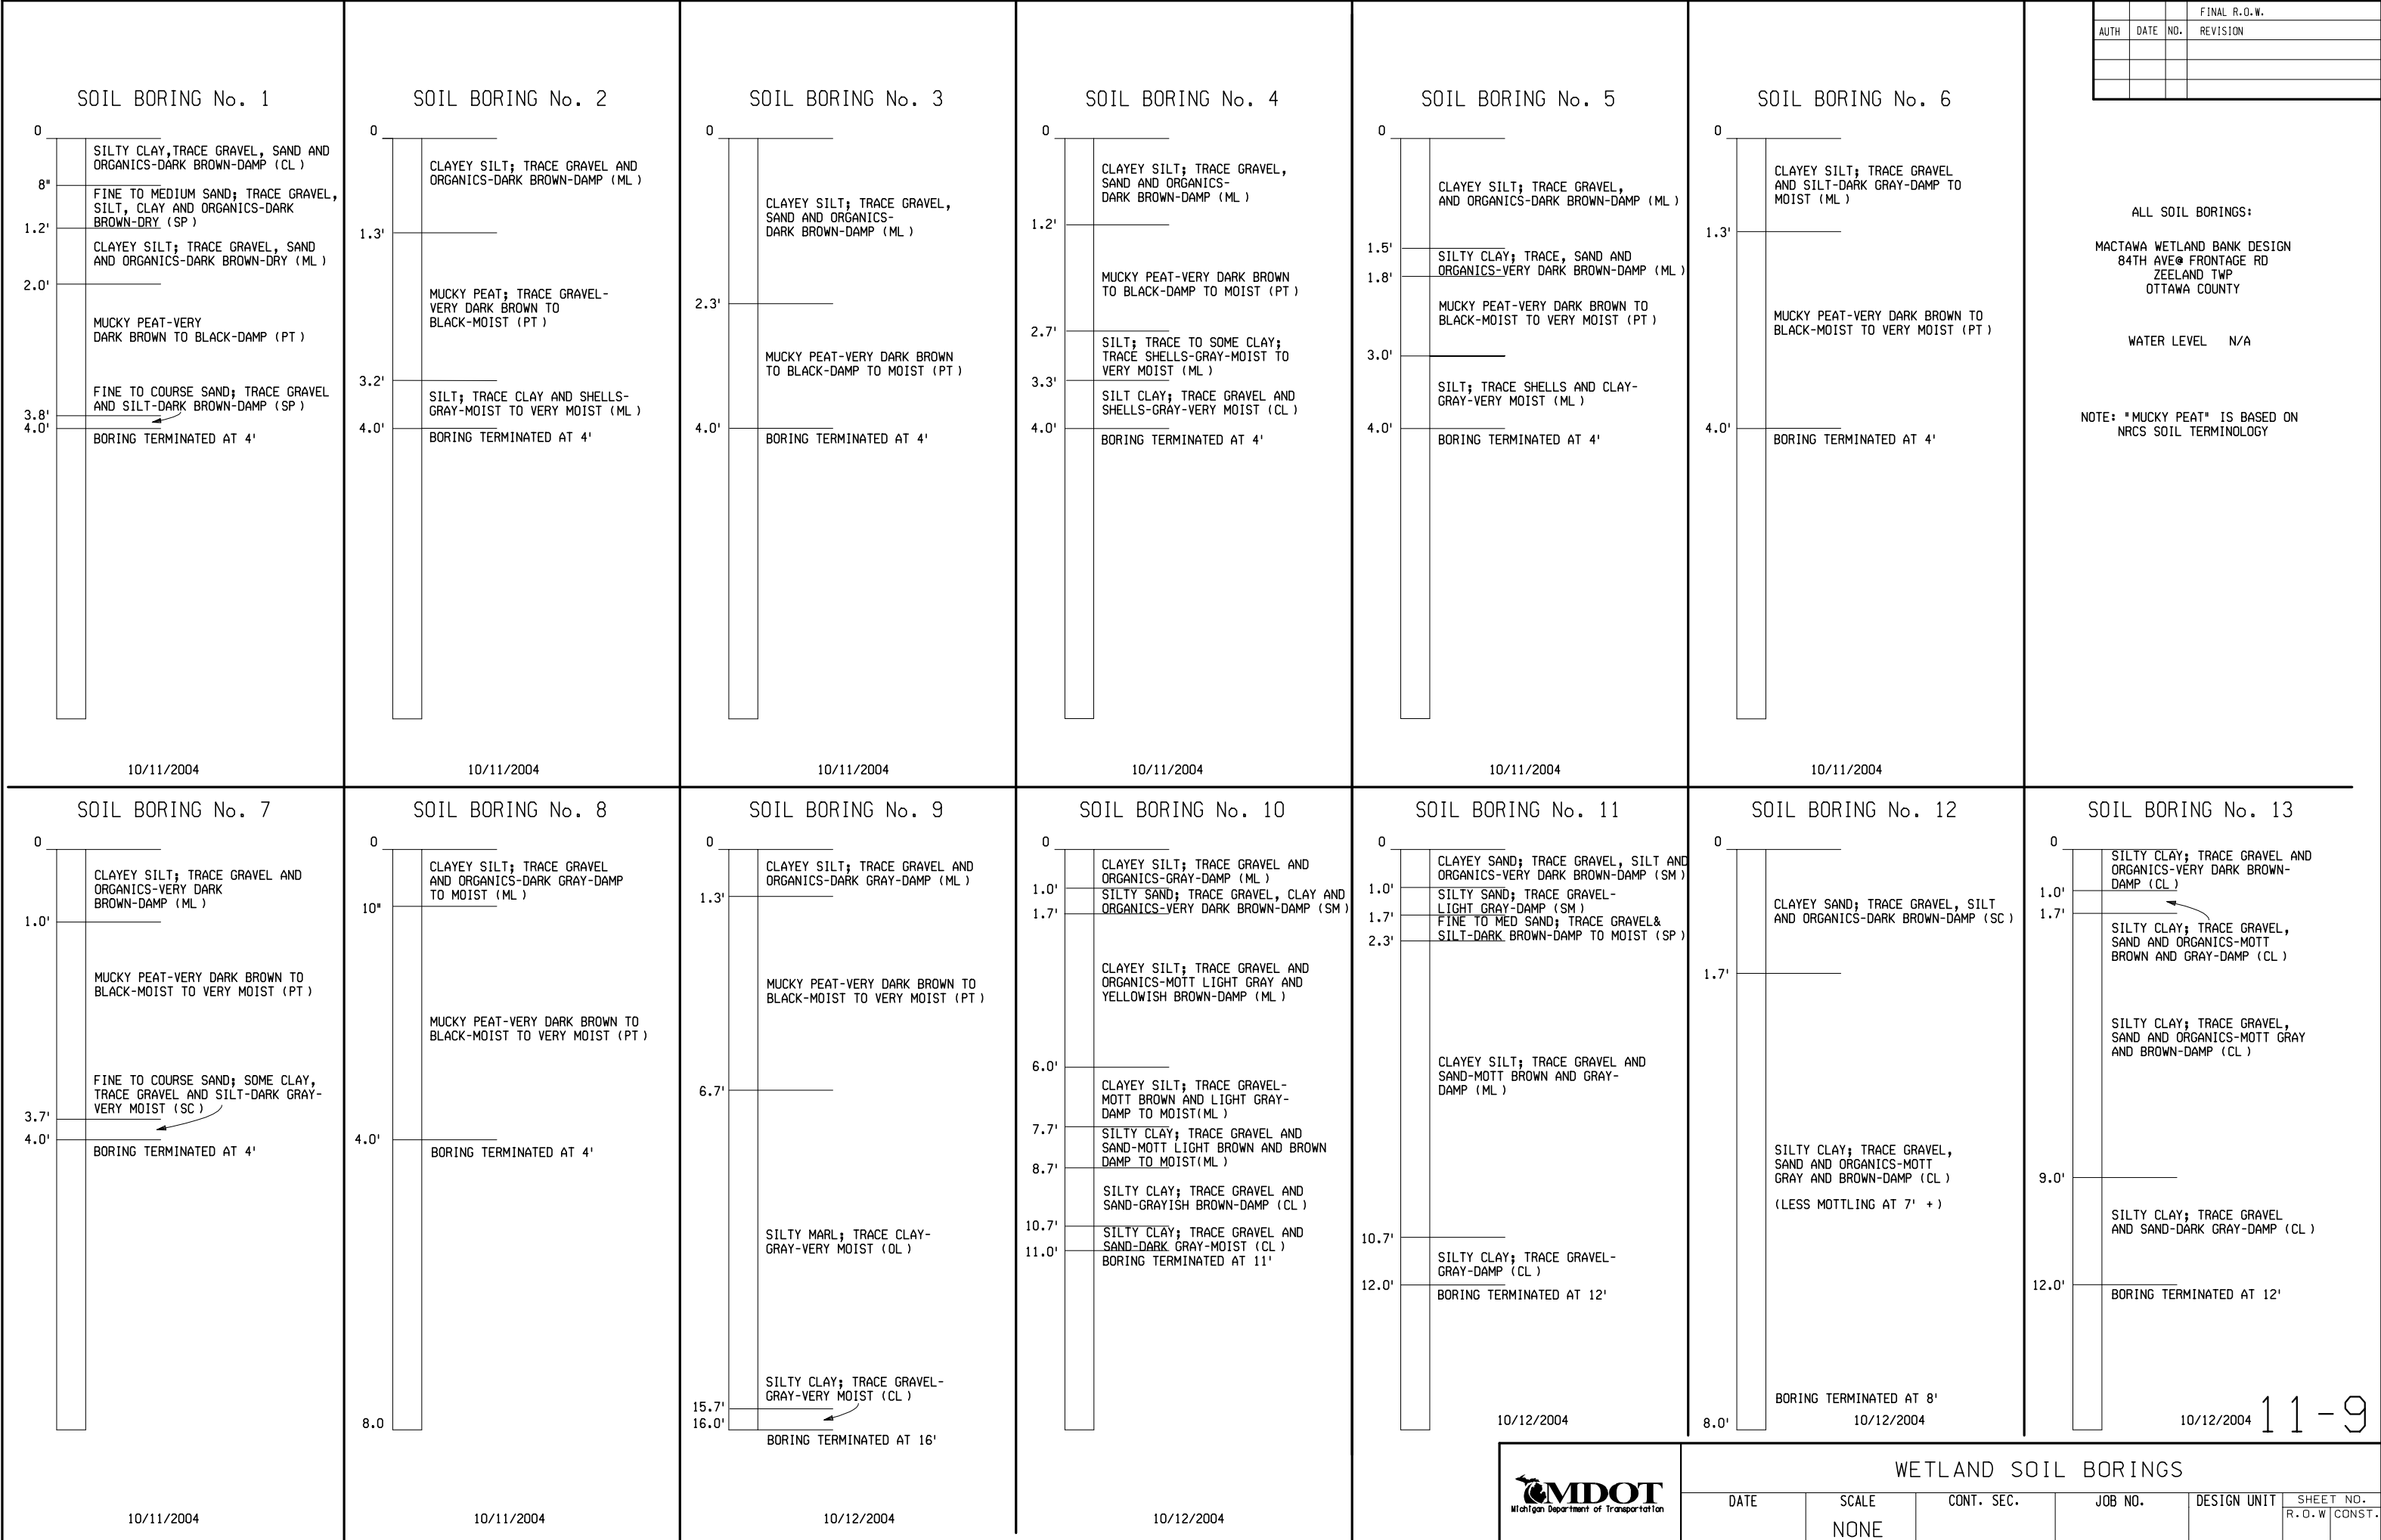 FINAL R.O.W.
AUTH DATE NO. REVISION
SOIL BORING No. 1
0
SILTY CLAY,TRACE GRAVEL, SAND AND
ORGANICS-DARK BROWN-DAMP (CL)
8"
FINE TO MEDIUM SAND; TRACE GRAVEL,
SILT, CLAY AND ORGANICS-DARK
BROWN-DRY (SP)
1.2'
CLAYEY SILT; TRACE GRAVEL, SAND
AND ORGANICS-DARK BROWN-DRY (ML)
2.0'
MUCKY PEAT-VERY
DARK BROWN TO BLACK-DAMP (PT)
FINE TO COURSE SAND; TRACE GRAVEL
AND SILT-DARK BROWN-DAMP (SP)
3.8'
4.0'
BORING TERMINATED AT 4'
10/11/2004
SOIL BORING No. 2
0
CLAYEY SILT; TRACE GRAVEL AND
ORGANICS-DARK BROWN-DAMP (ML)
1.3'
MUCKY PEAT; TRACE GRAVEL-
VERY DARK BROWN TO
BLACK-MOIST (PT)
3.2'
SILT; TRACE CLAY AND SHELLS-
GRAY-MOIST TO VERY MOIST (ML)
4.0'
BORING TERMINATED AT 4'
10/11/2004
SOIL BORING No. 3
0
CLAYEY SILT; TRACE GRAVEL,
SAND AND ORGANICS-
DARK BROWN-DAMP (ML)
2.3'
MUCKY PEAT-VERY DARK BROWN
TO BLACK-DAMP TO MOIST (PT)
4.0'
BORING TERMINATED AT 4'
10/11/2004
SOIL BORING No. 4
0
CLAYEY SILT; TRACE GRAVEL,
SAND AND ORGANICS-
DARK BROWN-DAMP (ML)
1.2'
MUCKY PEAT-VERY DARK BROWN
TO BLACK-DAMP TO MOIST (PT)
2.7'
SILT; TRACE TO SOME CLAY;
TRACE SHELLS-GRAY-MOIST TO
VERY MOIST (ML)
3.3'
SILT CLAY; TRACE GRAVEL AND
SHELLS-GRAY-VERY MOIST (CL)
4.0'
BORING TERMINATED AT 4'
10/11/2004
SOIL BORING No. 5
0
CLAYEY SILT; TRACE GRAVEL,
AND ORGANICS-DARK BROWN-DAMP (ML)
1.5'
SILTY CLAY; TRACE, SAND AND
ORGANICS-VERY DARK BROWN-DAMP (ML)
1.8'
MUCKY PEAT-VERY DARK BROWN TO
BLACK-MOIST TO VERY MOIST (PT)
3.0'
SILT; TRACE SHELLS AND CLAY-
GRAY-VERY MOIST (ML)
4.0'
BORING TERMINATED AT 4'
10/11/2004
SOIL BORING No. 6
0
CLAYEY SILT; TRACE GRAVEL
AND SILT-DARK GRAY-DAMP TO
MOIST (ML)
1.3'
MUCKY PEAT-VERY DARK BROWN TO
BLACK-MOIST TO VERY MOIST (PT)
4.0'
BORING TERMINATED AT 4'
10/11/2004
ALL SOIL BORINGS:
MACTAWA WETLAND BANK DESIGN
84TH AVE@ FRONTAGE RD
ZEELAND TWP
OTTAWA COUNTY
WATER LEVEL N/A
NOTE: "MUCKY PEAT" IS BASED ON
NRCS SOIL TERMINOLOGY
SOIL BORING No. 7
0
CLAYEY SILT; TRACE GRAVEL AND
ORGANICS-VERY DARK
BROWN-DAMP (ML)
1.0'
MUCKY PEAT-VERY DARK BROWN TO
BLACK-MOIST TO VERY MOIST (PT)
FINE TO COURSE SAND; SOME CLAY,
TRACE GRAVEL AND SILT-DARK GRAY-
VERY MOIST (SC)
3.7'
4.0'
BORING TERMINATED AT 4'
10/11/2004
SOIL BORING No. 8
0
CLAYEY SILT; TRACE GRAVEL
AND ORGANICS-DARK GRAY-DAMP
TO MOIST (ML)
10"
MUCKY PEAT-VERY DARK BROWN TO
BLACK-MOIST TO VERY MOIST (PT)
4.0'
BORING TERMINATED AT 4'
8.0
10/11/2004
SOIL BORING No. 9
0
CLAYEY SILT; TRACE GRAVEL AND
ORGANICS-DARK GRAY-DAMP (ML)
1.3'
MUCKY PEAT-VERY DARK BROWN TO
BLACK-MOIST TO VERY MOIST (PT)
6.7'
SILTY MARL; TRACE CLAY-
GRAY-VERY MOIST (OL)
SILTY CLAY; TRACE GRAVEL-
GRAY-VERY MOIST (CL)
15.7'
16.0'
BORING TERMINATED AT 16'
10/12/2004
SOIL BORING No. 10
0
CLAYEY SILT; TRACE GRAVEL AND
ORGANICS-GRAY-DAMP (ML)
1.0'
SILTY SAND; TRACE GRAVEL, CLAY AND
ORGANICS-VERY DARK BROWN-DAMP (SM)
1.7'
CLAYEY SILT; TRACE GRAVEL AND
ORGANICS-MOTT LIGHT GRAY AND
YELLOWISH BROWN-DAMP (ML)
6.0'
CLAYEY SILT; TRACE GRAVEL-
MOTT BROWN AND LIGHT GRAY-
DAMP TO MOIST(ML)
7.7'
SILTY CLAY; TRACE GRAVEL AND
SAND-MOTT LIGHT BROWN AND BROWN
DAMP TO MOIST(ML)
8.7'
SILTY CLAY; TRACE GRAVEL AND
SAND-GRAYISH BROWN-DAMP (CL)
10.7'
SILTY CLAY; TRACE GRAVEL AND
SAND-DARK GRAY-MOIST (CL)
11.0'
BORING TERMINATED AT 11'
10/12/2004
SOIL BORING No. 11
0
CLAYEY SAND; TRACE GRAVEL, SILT AND
ORGANICS-VERY DARK BROWN-DAMP (SM)
1.0'
SILTY SAND; TRACE GRAVEL-
LIGHT GRAY-DAMP (SM)
1.7'
FINE TO MED SAND; TRACE GRAVEL&
SILT-DARK BROWN-DAMP TO MOIST (SP)
2.3'
CLAYEY SILT; TRACE GRAVEL AND
SAND-MOTT BROWN AND GRAY-
DAMP (ML)
10.7'
SILTY CLAY; TRACE GRAVEL-
GRAY-DAMP (CL)
12.0'
BORING TERMINATED AT 12'
10/12/2004
SOIL BORING No. 12
0
CLAYEY SAND; TRACE GRAVEL, SILT
AND ORGANICS-DARK BROWN-DAMP (SC)
1.7'
SILTY CLAY; TRACE GRAVEL,
SAND AND ORGANICS-MOTT
GRAY AND BROWN-DAMP (CL)
(LESS MOTTLING AT 7' +)
BORING TERMINATED AT 8'
8.0'
10/12/2004
SOIL BORING No. 13
0
SILTY CLAY; TRACE GRAVEL AND
ORGANICS-VERY DARK BROWN-
DAMP (CL)
1.0'
1.7'
SILTY CLAY; TRACE GRAVEL,
SAND AND ORGANICS-MOTT
BROWN AND GRAY-DAMP (CL)
SILTY CLAY; TRACE GRAVEL,
SAND AND ORGANICS-MOTT GRAY
AND BROWN-DAMP (CL)
9.0'
SILTY CLAY; TRACE GRAVEL
AND SAND-DARK GRAY-DAMP (CL)
12.0'
BORING TERMINATED AT 12'
10/12/2004
11-9
MDOT
Michigan Department of Transportation
WETLAND SOIL BORINGS
DATE SCALE CONT. SEC. JOB NO. DESIGN UNIT SHEET NO.
NONE R.O.W CONST.